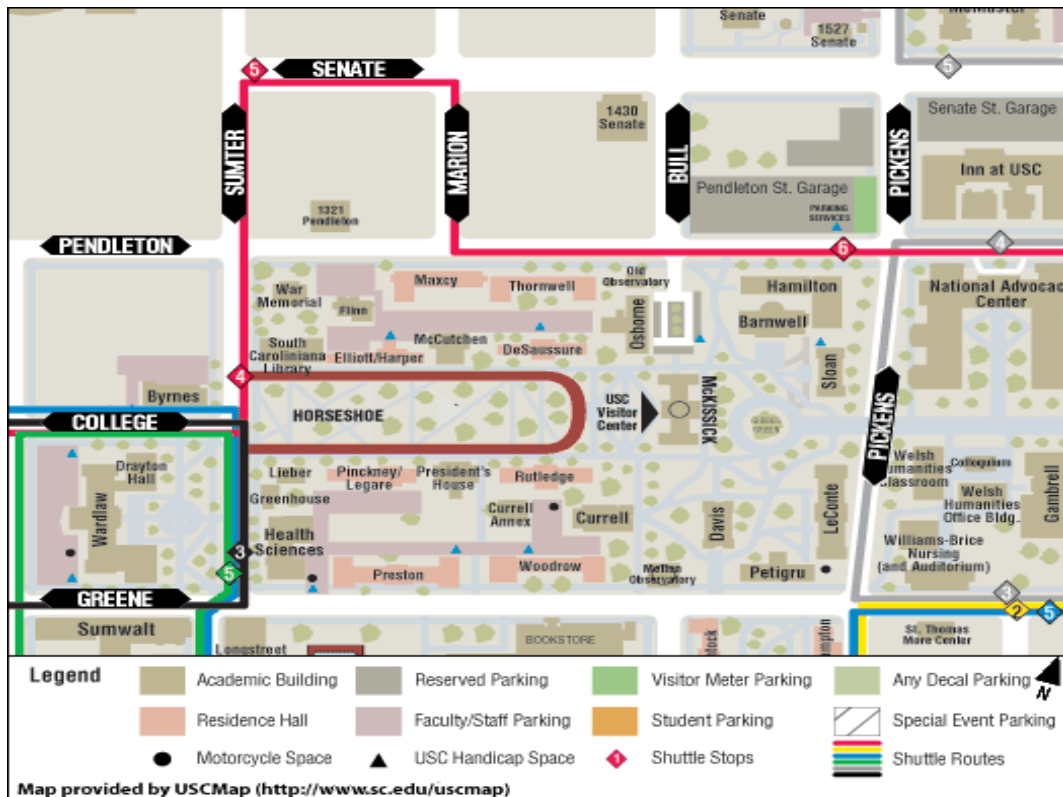 Senate
McMaster
1527
Senate
5
SENATE
5
1430
Senate
Senate St. Garage
SUMTER
MARION
BULL
PICKENS
Inn at USC
Pendleton St. Garage
PARKING
SERVICES
1321
Pendleton
PENDLETON
6
4
War
Memorial
Flinn
Maxcy
Thornwell
Old
Observatory
Hamilton
National Advocac
Center
Osborne
Barnwell
South
Caroliniana
Library
McCutchen
Elliott/Harper
DeSaussure
Sloan
4
Byrnes
HORSESHOE
USC
Visitor
Center
McKISSICK
GIBBES
GREEN
PICKENS
COLLEGE
Drayton
Hall
Wardlaw
Lieber
Greenhouse
Pinckney/
Legare
President's
House
Rutledge
Welsh
Humanities
Classroom
Colloquium
Welsh
Humanities
Office Bldg.
Gambrell
Currell
Annex
Currell
Davis
LeConte
Health
Sciences
3
5
Williams-Brice
Nursing
(and Auditorium)
Preston
Woodrow
Melton
Observatory
Petigru
3
2
5
GREENE
Sumwalt
Longstreet
BOOKSTORE
St. Thomas
More Center
Legend
Academic Building
Reserved Parking
Visitor Meter Parking
Any Decal Parking
N
Residence Hall
Faculty/Staff Parking
Student Parking
Special Event Parking
Motorcycle Space
USC Handicap Space
1
Shuttle Stops
Shuttle Routes
Map provided by USCMap (http://www.sc.edu/uscmap)